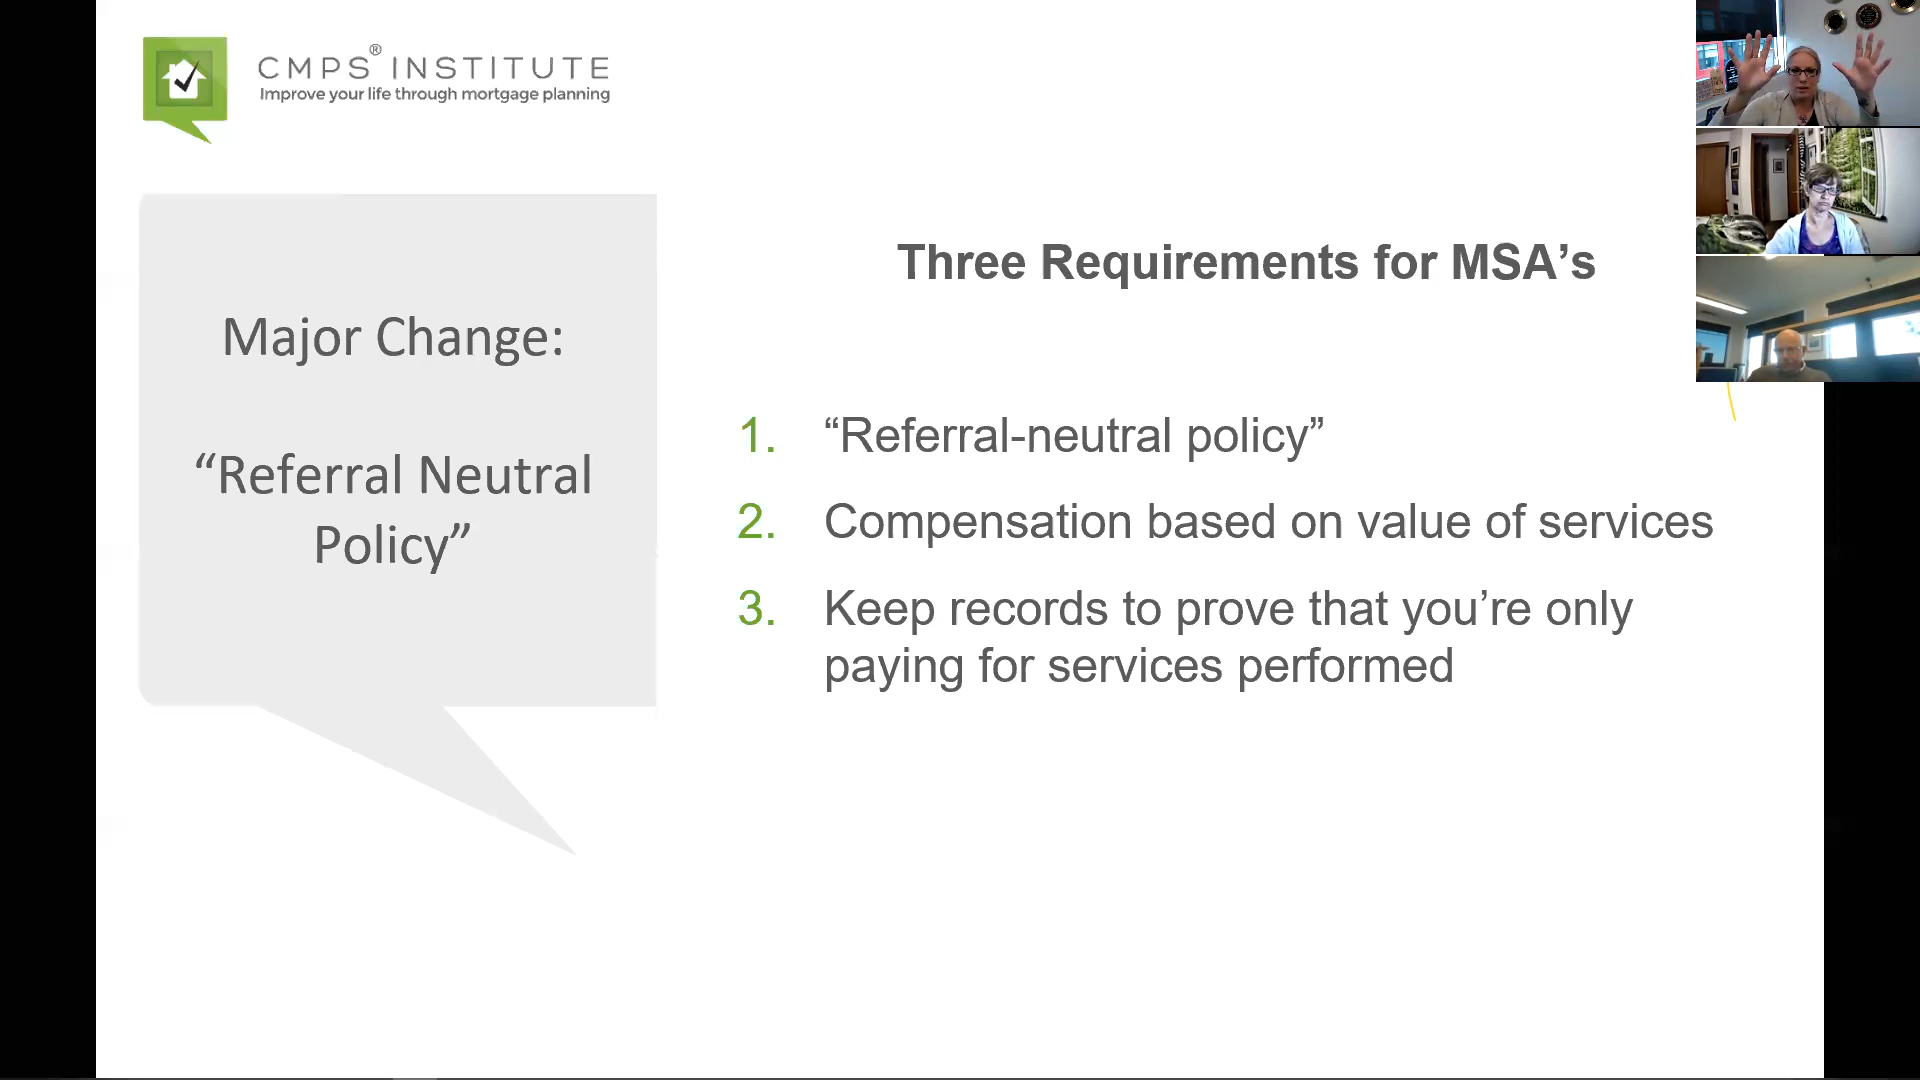 CMPS® INSTITUTE
Improve your life through mortgage planning
Major Change:
“Referral Neutral
Policy”
Three Requirements for MSA’s
1. “Referral-neutral policy”
2. Compensation based on value of services
3. Keep records to prove that you’re only
paying for services performed